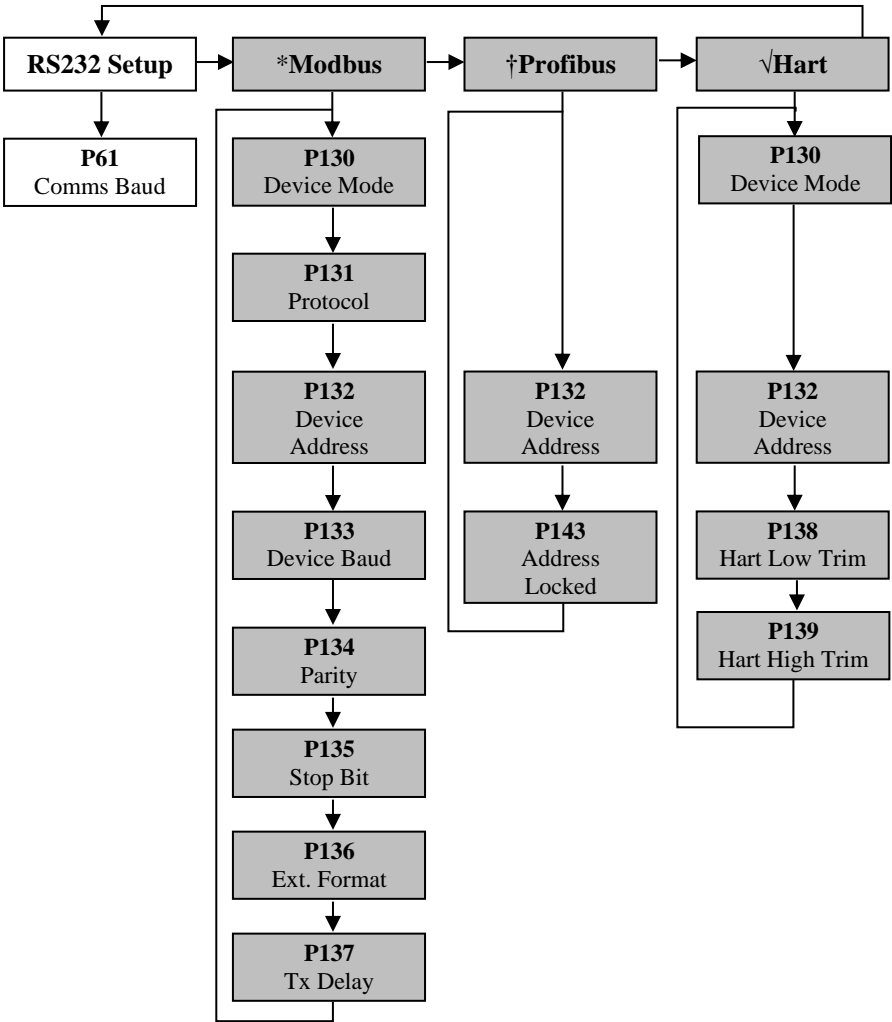 RS232 Setup
*Modbus
†Profibus
√Hart
P61
Comms Baud
P130
Device Mode
P131
Protocol
P132
Device
Address
P133
Device Baud
P134
Parity
P135
Stop Bit
P136
Ext. Format
P137
Tx Delay
P132
Device
Address
P143
Address
Locked
P130
Device Mode
P132
Device
Address
P138
Hart Low Trim
P139
Hart High Trim